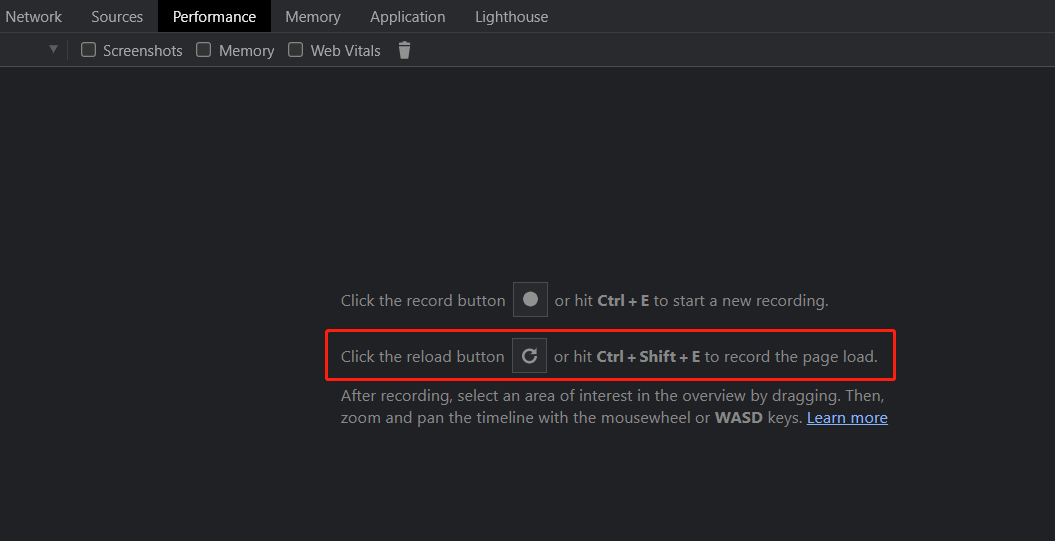 Network Sources Performance Memory Application Lighthouse
Screenshots Memory Web Vitals
Click the record button or hit Ctrl + E to start a new recording.
Click the reload button or hit Ctrl + Shift + E to record the page load.
After recording, select an area of interest in the overview by dragging. Then,
zoom and pan the timeline with the mousewheel or WASD keys. Learn more